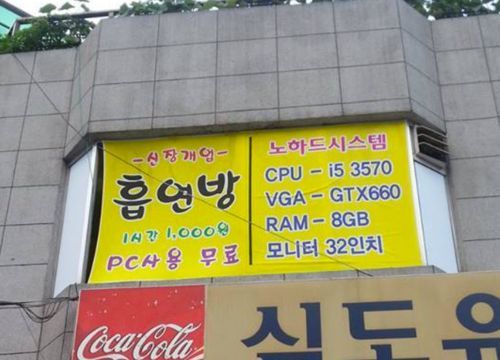 -신장개업-
흡연방
1시간 1,000원
PC사용 무료
노하드시스템
CPU - i5 3570
VGA - GTX660
RAM - 8GB
모니터 32인치
Coca-Cola
식도원